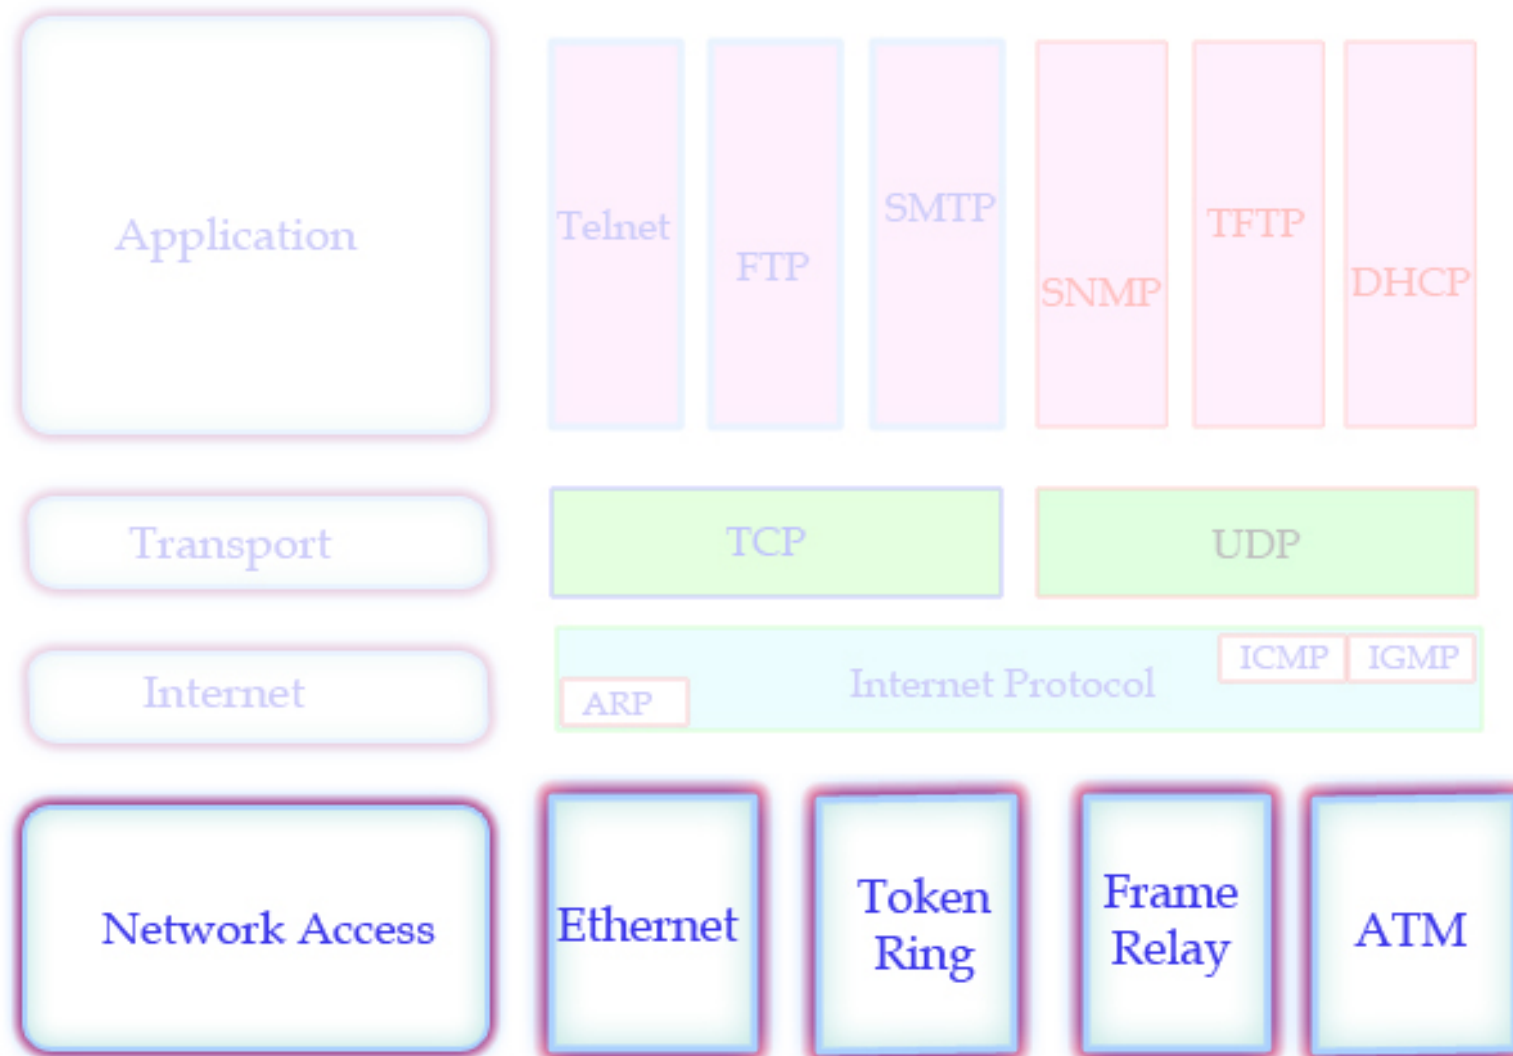 Application
Telnet
FTP
SMTP
SNMP
TFTP
DHCP
Transport
TCP
UDP
Internet
ARP
Internet Protocol
ICMP
IGMP
Network Access
Ethernet
Token
Ring
Frame
Relay
ATM